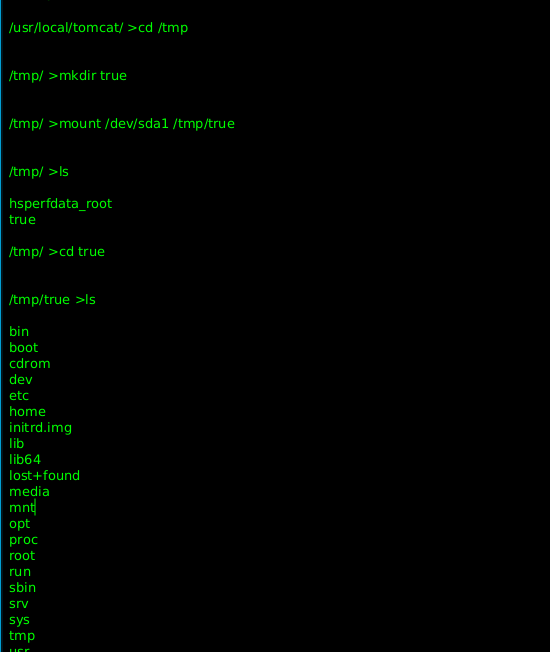 /usr/local/tomcat/ >cd /tmp
/tmp/ >mkdir true
/tmp/ >mount /dev/sda1 /tmp/true
/tmp/ >ls
hsperfdata_root
true
/tmp/ >cd true
/tmp/true >ls
bin
boot
cdrom
dev
etc
home
initrd.img
lib
lib64
lost+found
media
mnt
opt
proc
root
run
sbin
srv
sys
tmp
usr